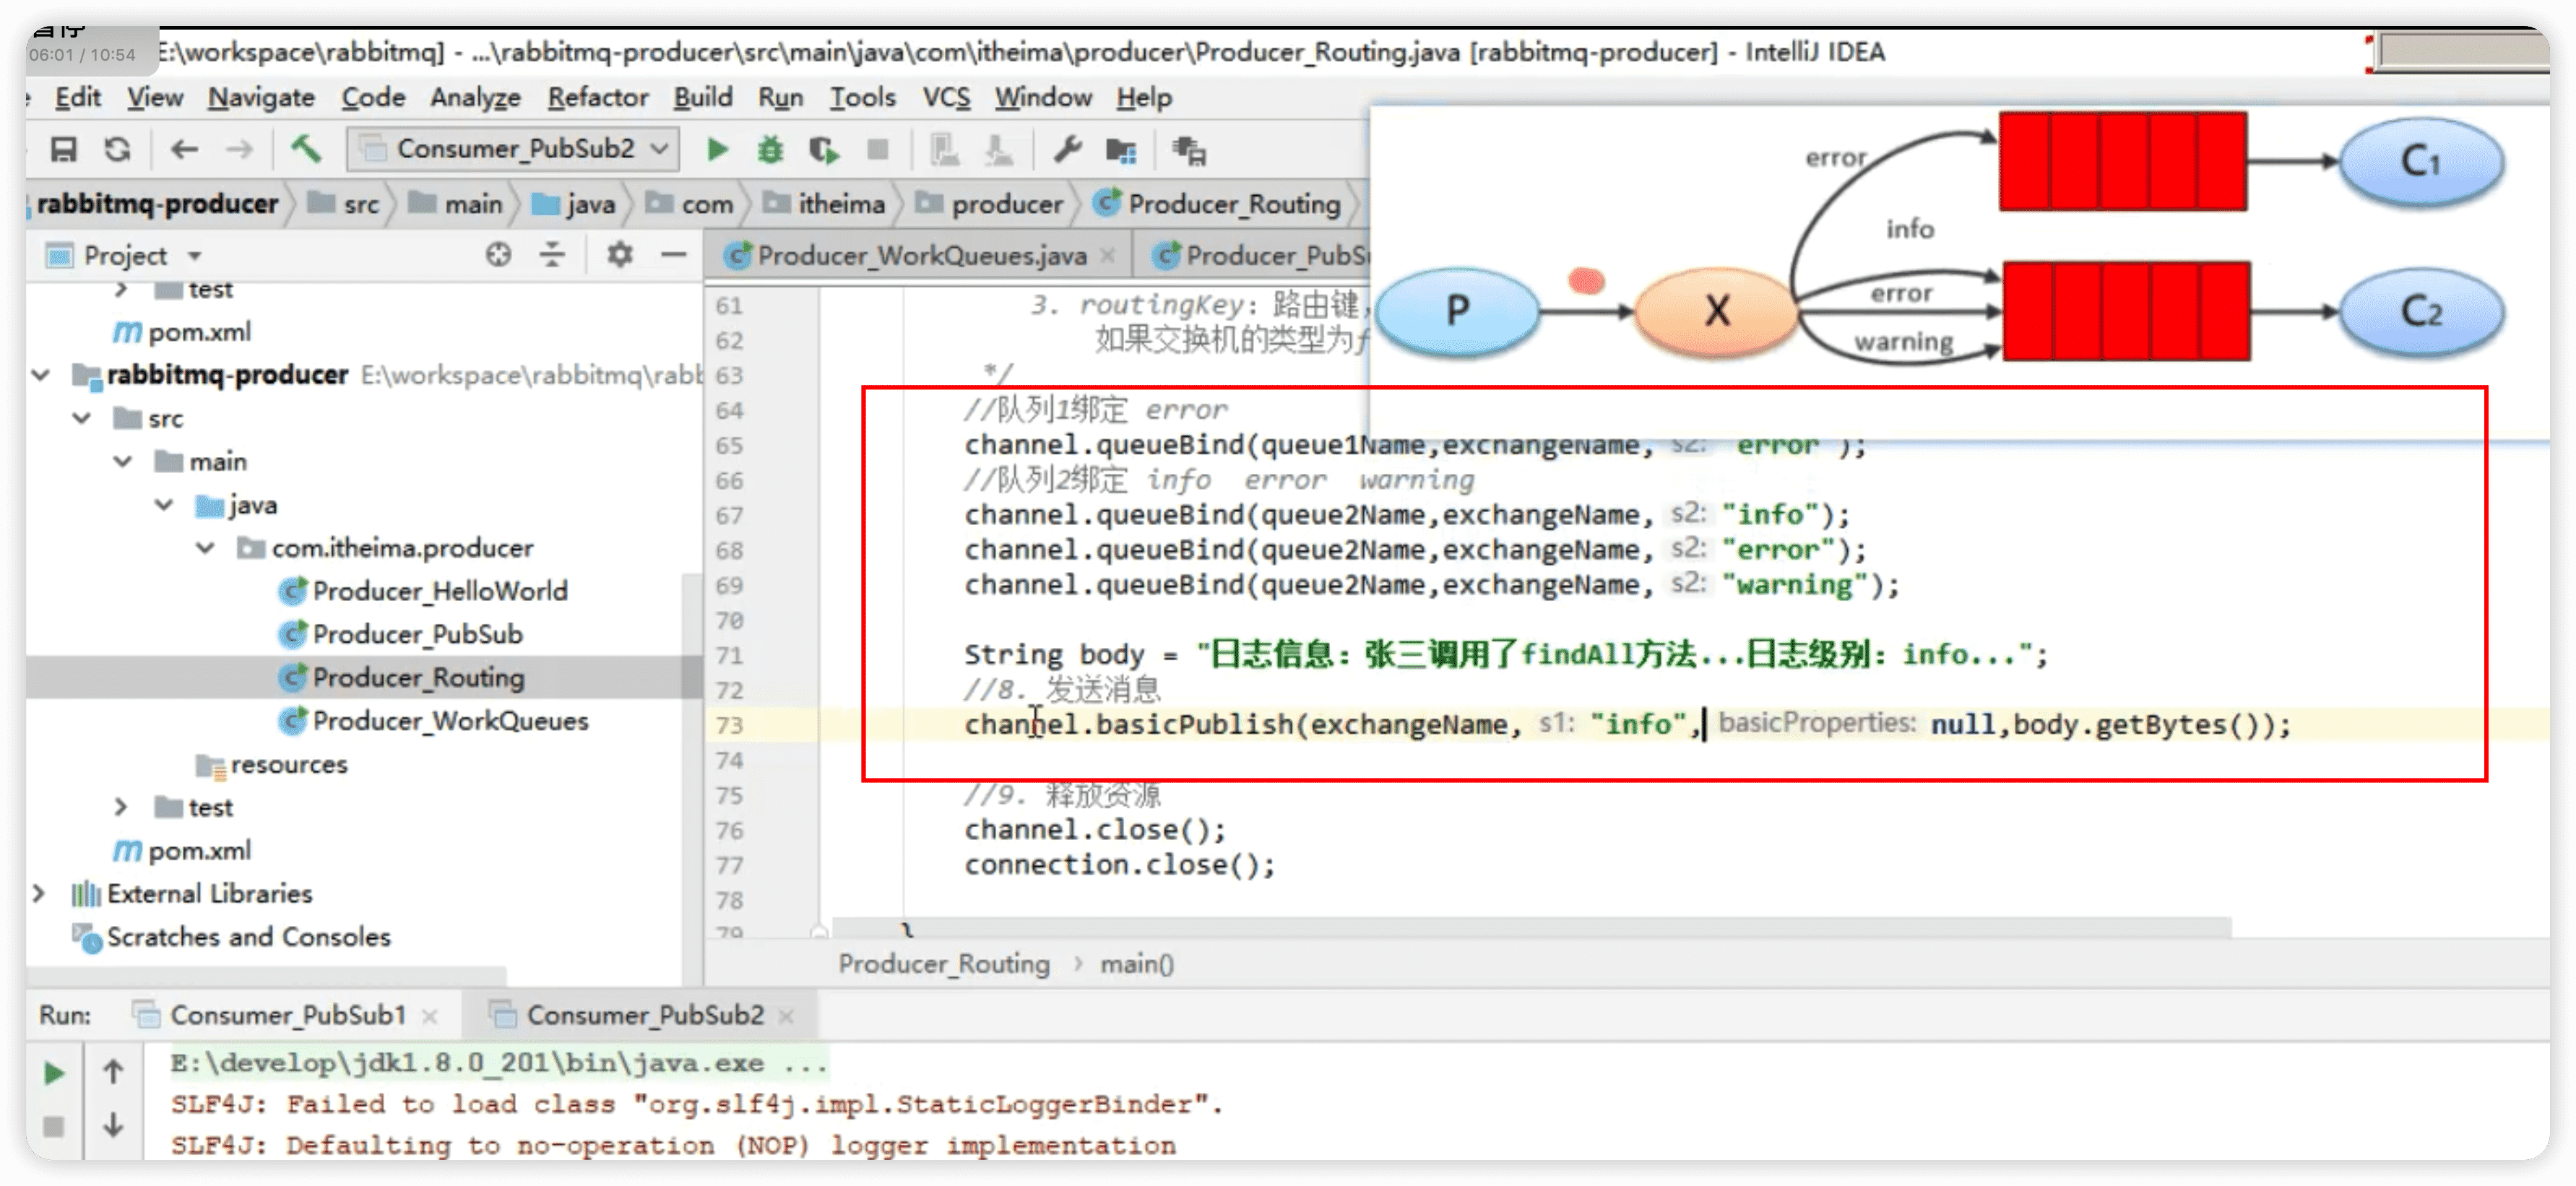 06:01 / 10:54
E:\workspace\rabbitmq] - ...\rabbitmq-producer\src\main\java\com\itheima\producer\Producer_Routing.java [rabbitmq-producer] - IntelliJ IDEA
Edit View Navigate Code Analyze Refactor Build Run Tools VCS Window Help
Consumer_PubSub2
rabbitmq-producer src main java com itheima producer Producer_Routing
Project
Producer_WorkQueues.java
test
pom.xml
rabbitmq-producer E:\workspace\rabbitmq\rabb
src
main
java
com.itheima.producer
Producer_HelloWorld
Producer_PubSub
Producer_Routing
Producer_WorkQueues
resources
test
pom.xml
External Libraries
Scratches and Consoles
error
C1
info
P
X
error
C2
warning
61 3. routingKey：路由键，
62 如果交换机的类型为f
63 */
64 //队列1绑定 error
65 channel.queueBind(queue1Name,exchangeName, s2: "error");
66 //队列2绑定 info error warning
67 channel.queueBind(queue2Name,exchangeName, s2: "info");
68 channel.queueBind(queue2Name,exchangeName, s2: "error");
69 channel.queueBind(queue2Name,exchangeName, s2: "warning");
70
71 String body = "日志信息：张三调用了findAll方法...日志级别：info...";
72 //8. 发送消息
73 channel.basicPublish(exchangeName, s1: "info", basicProperties: null,body.getBytes());
74
75 //9. 释放资源
76 channel.close();
77 connection.close();
78
79 }
Producer_Routing main()
Run: Consumer_PubSub1 Consumer_PubSub2
E:\develop\jdk1.8.0_201\bin\java.exe ...
SLF4J: Failed to load class "org.slf4j.impl.StaticLoggerBinder".
SLF4J: Defaulting to no-operation (NOP) logger implementation